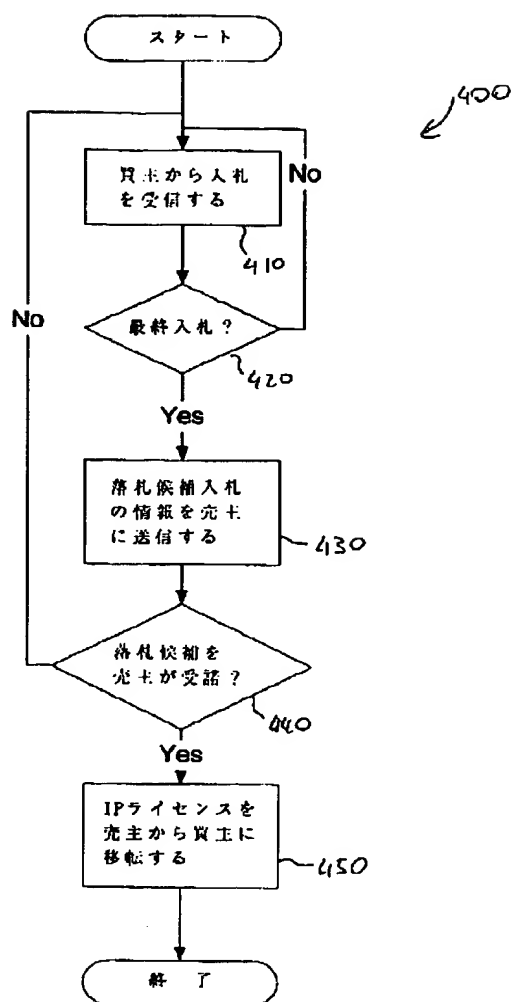 スタート
400
買主から入札
を受信する
No
410
最終入札?
No
420
Yes
落札候補入札
の情報を売主
に送信する
430
落札候補を
売主が受諾?
440
Yes
IPライセンスを
売主から買主に
移転する
450
終 了